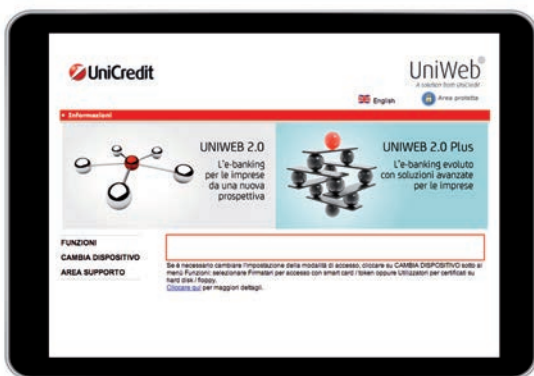 UniCredit
UniWeb
A solution from UniCredit
English
Area protetta
Informazioni
UNIWEB 2.0
L'e-banking
per le imprese
da una nuova
prospettiva
UNIWEB 2.0 Plus
L'e-banking evoluto
con soluzioni avanzate
per le imprese
FUNZIONI
CAMBIA DISPOSITIVO
AREA SUPPORTO
Se è necessario cambiare l'impostazione della modalità di accesso, cliccare su CAMBIA DISPOSITIVO sotto al
menù Funzioni: selezionare Firmatari per accesso con smart card / token oppure Utilizzatori per certificati su
hard disk / floppy.
Cliccare qui per maggiori dettagli.